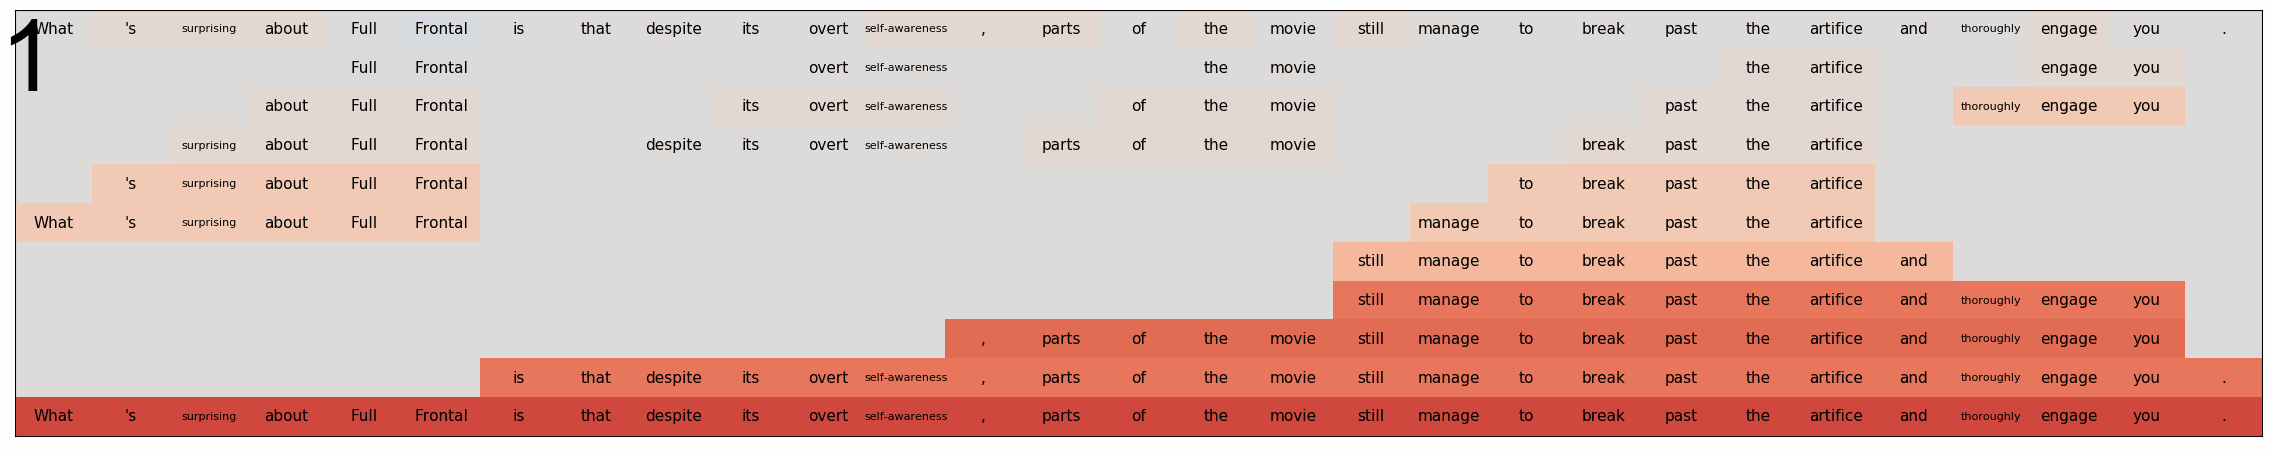 1
What 's surprising about Full Frontal is that despite its overt self-awareness , parts of the movie still manage to break past the artifice and thoroughly engage you .
Full Frontal overt self-awareness the movie the artifice engage you
about Full Frontal its overt self-awareness of the movie past the artifice thoroughly engage you
surprising about Full Frontal despite its overt self-awareness parts of the movie break past the artifice
's surprising about Full Frontal to break past the artifice
What 's surprising about Full Frontal manage to break past the artifice
still manage to break past the artifice and
still manage to break past the artifice and thoroughly engage you
, parts of the movie still manage to break past the artifice and thoroughly engage you
is that despite its overt self-awareness , parts of the movie still manage to break past the artifice and thoroughly engage you .
What 's surprising about Full Frontal is that despite its overt self-awareness , parts of the movie still manage to break past the artifice and thoroughly engage you .